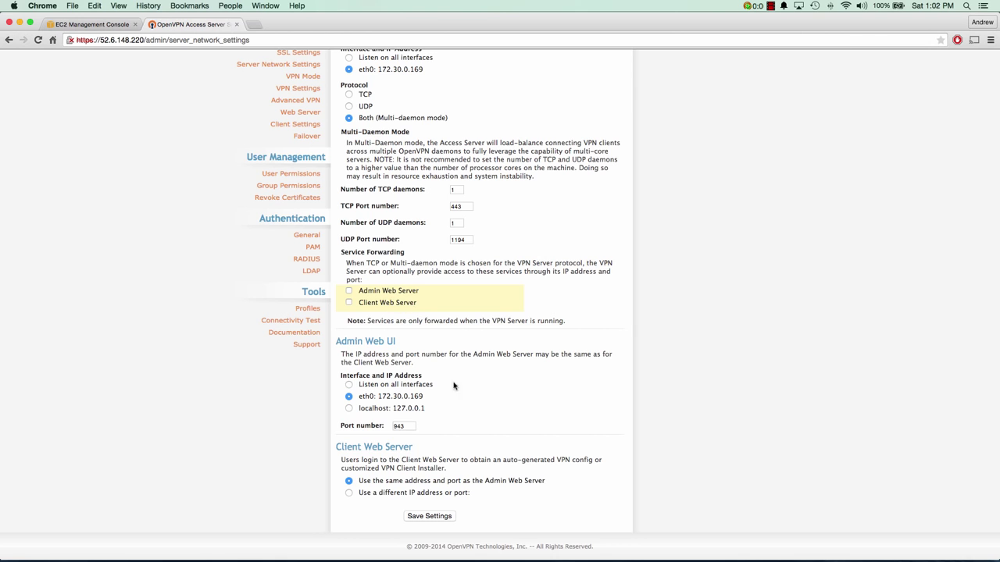 Chrome File Edit View History Bookmarks People Window Help 0:0 100% Sat 1:02 PM
EC2 Management Console × OpenVPN Access Server S ×
Andrew
https://52.6.148.220/admin/server_network_settings
SSL Settings
Server Network Settings
VPN Mode
VPN Settings
Advanced VPN
Web Server
Client Settings
Failover
User Management
User Permissions
Group Permissions
Revoke Certificates
Authentication
General
PAM
RADIUS
LDAP
Tools
Profiles
Connectivity Test
Documentation
Support
Interface and IP Address
Listen on all interfaces
eth0: 172.30.0.169
Protocol
TCP
UDP
Both (Multi-daemon mode)
Multi-Daemon Mode
In Multi-Daemon mode, the Access Server will load-balance connecting VPN clients
across multiple OpenVPN daemons to fully leverage the capability of multi-core
servers. NOTE: It is not recommended to set the number of TCP and UDP daemons
to a higher value than the number of processor cores on the machine. Doing so
may result in resource exhaustion and system instability.
Number of TCP daemons: 1
TCP Port number: 443
Number of UDP daemons: 1
UDP Port number: 1194
Service Forwarding
When TCP or Multi-daemon mode is chosen for the VPN Server protocol, the VPN
Server can optionally provide access to these services through its IP address and
port:
Admin Web Server
Client Web Server
Note: Services are only forwarded when the VPN Server is running.
Admin Web UI
The IP address and port number for the Admin Web Server may be the same as for
the Client Web Server.
Interface and IP Address
Listen on all interfaces
eth0: 172.30.0.169
localhost: 127.0.0.1
Port number: 943
Client Web Server
Users login to the Client Web Server to obtain an auto-generated VPN config or
customized VPN Client Installer.
Use the same address and port as the Admin Web Server
Use a different IP address or port:
Save Settings
© 2009-2014 OpenVPN Technologies, Inc. -- All Rights Reserved.